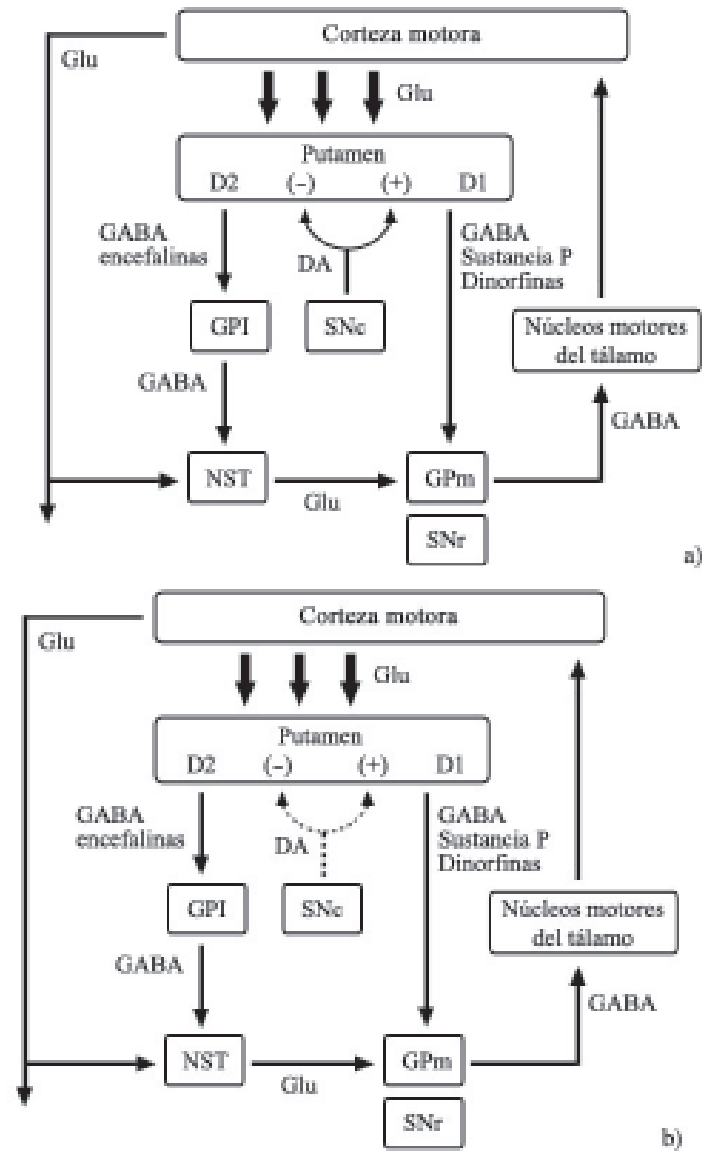 Corteza motora
Glu
Glu
Putamen
D2 (–) (+) D1
GABA
encefalinas
DA
GABA
Sustancia P
Dinorfinas
GPl
SNc
Núcleos motores
del tálamo
GABA
GABA
NST
Glu
GPm
SNr
a)
Corteza motora
Glu
Glu
Putamen
D2 (–) (+) D1
GABA
encefalinas
DA
GABA
Sustancia P
Dinorfinas
GPl
SNc
Núcleos motores
del tálamo
GABA
GABA
NST
Glu
GPm
SNr
b)